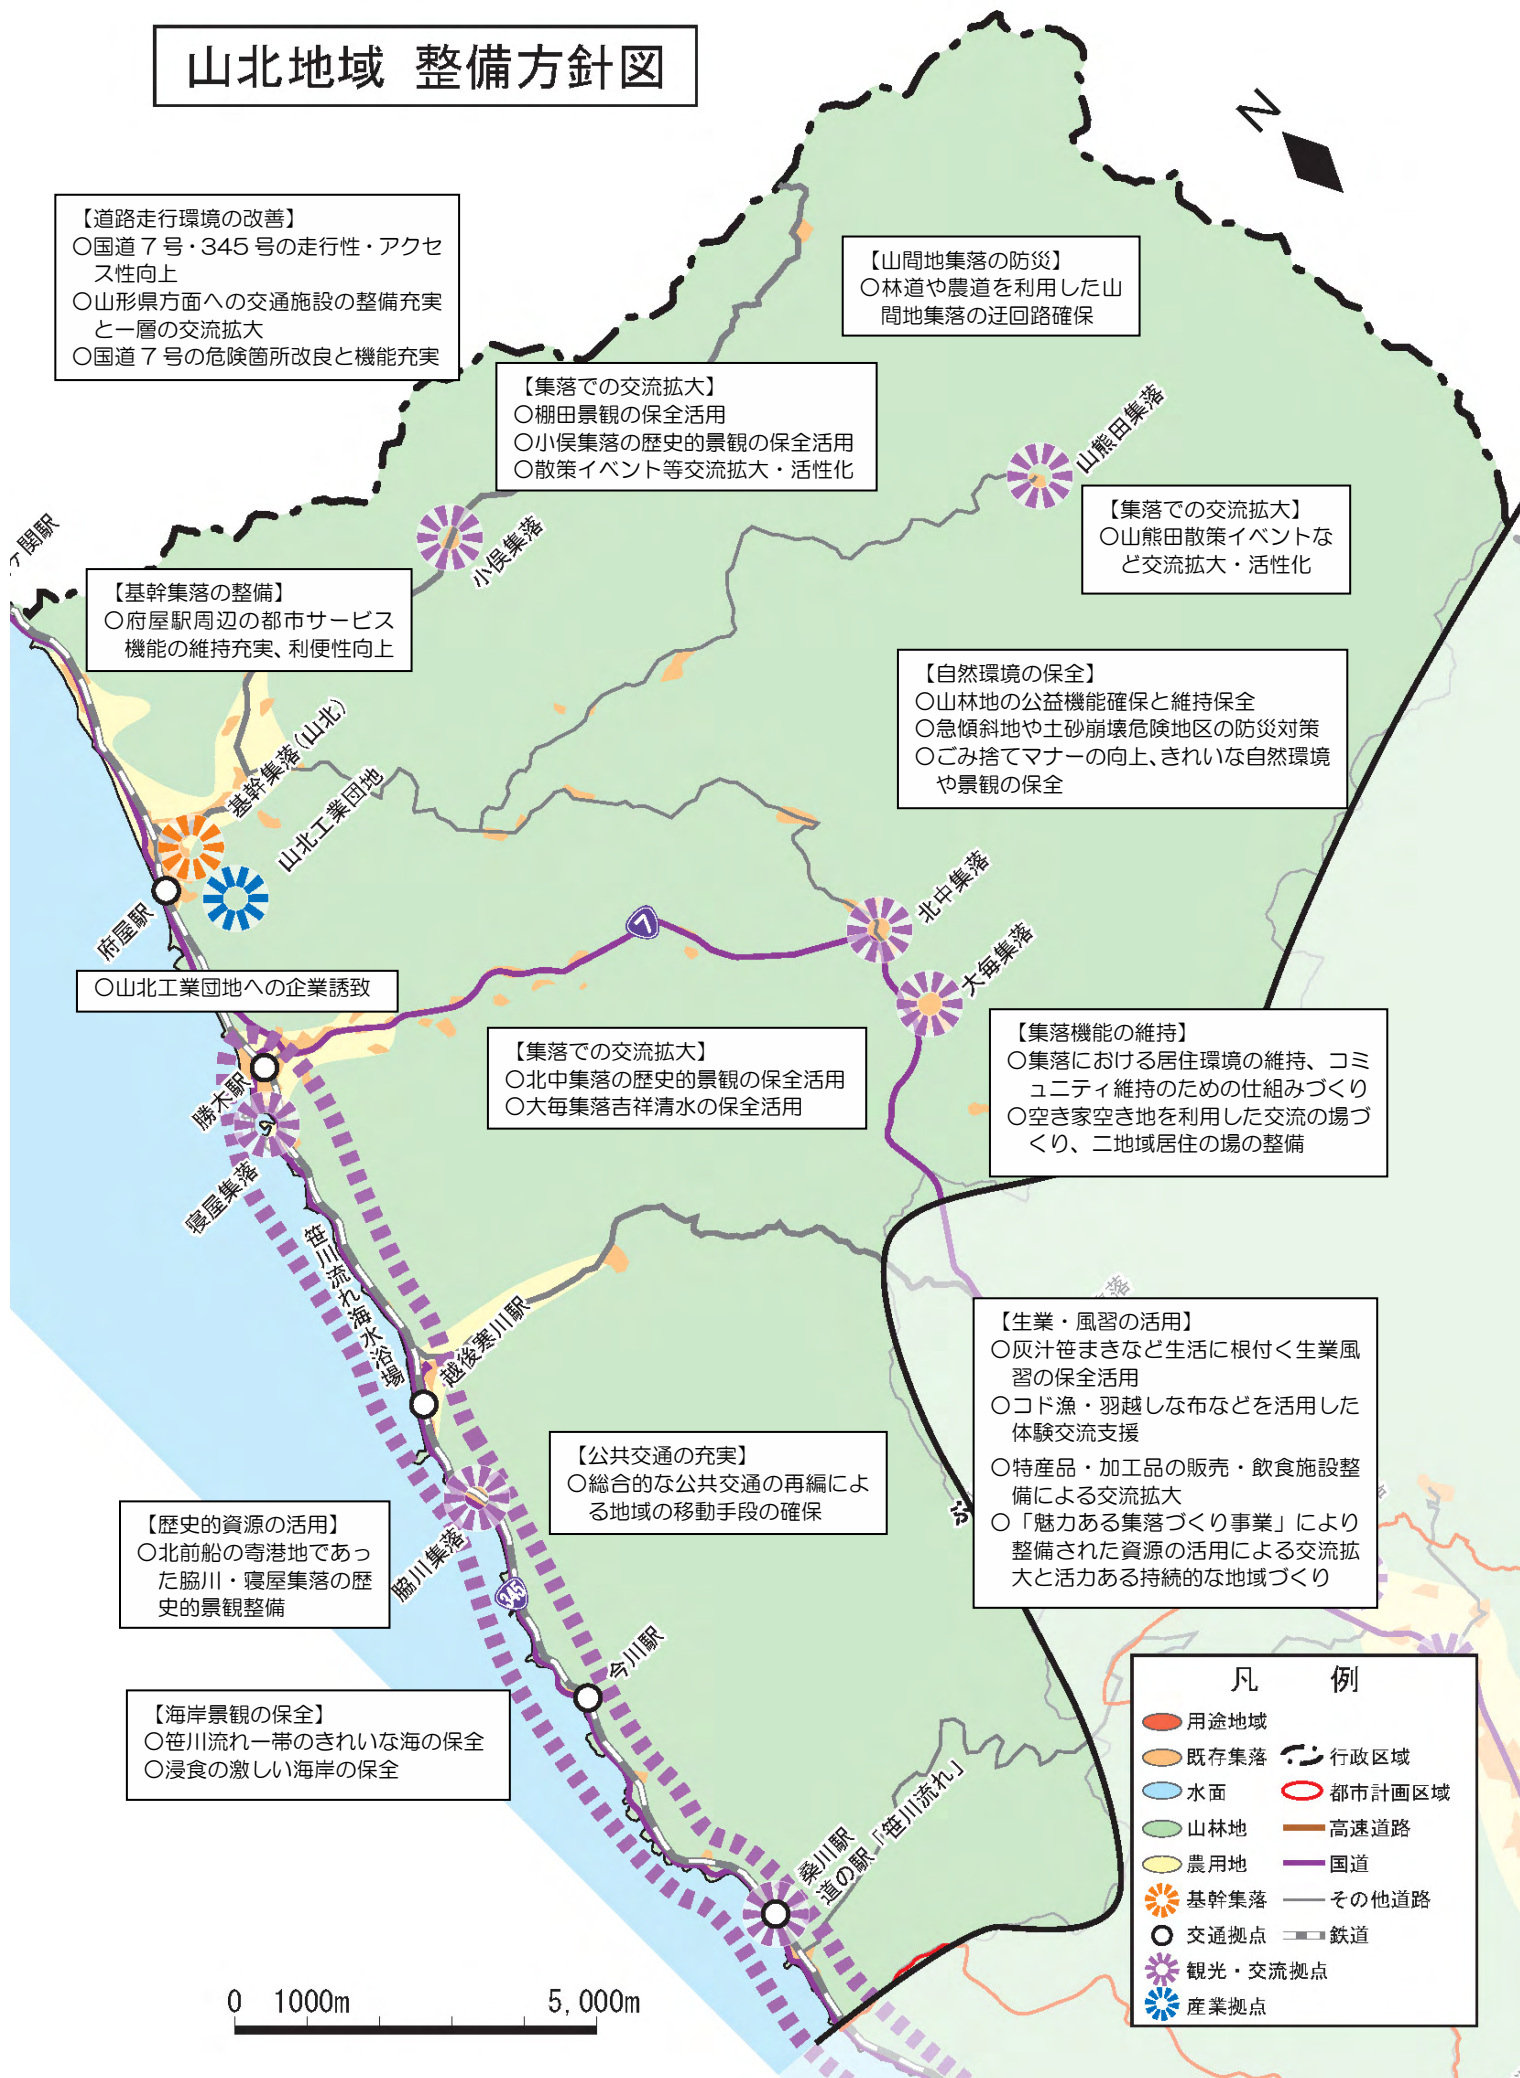 山北地域 整備方針図
N
【道路走行環境の改善】
○国道7号・345号の走行性・アクセ
ス性向上
○山形県方面への交通施設の整備充実
と一層の交流拡大
○国道7号の危険箇所改良と機能充実
【山間地集落の防災】
○林道や農道を利用した山
間地集落の迂回路確保
【集落での交流拡大】
○棚田景観の保全活用
○小俣集落の歴史的景観の保全活用
○散策イベント等交流拡大・活性化
山熊田集落
【集落での交流拡大】
○山熊田散策イベントな
ど交流拡大・活性化
小俣集落
ヶ関駅
【基幹集落の整備】
○府屋駅周辺の都市サービス
機能の維持充実、利便性向上
【自然環境の保全】
○山林地の公益機能確保と維持保全
○急傾斜地や土砂崩壊危険地区の防災対策
○ごみ捨てマナーの向上、きれいな自然環境
や景観の保全
基幹集落(山北)
山北工業団地
府屋駅
7
北中集落
大毎集落
○山北工業団地への企業誘致
【集落での交流拡大】
○北中集落の歴史的景観の保全活用
○大毎集落吉祥清水の保全活用
【集落機能の維持】
○集落における居住環境の維持、コミ
ュニティ維持のための仕組みづくり
○空き家空き地を利用した交流の場づ
くり、二地域居住の場の整備
勝木駅
寝屋集落
笹川流れ海水浴場
越後寒川駅
落
【生業・風習の活用】
○灰汁笹まきなど生活に根付く生業風
習の保全活用
○コド漁・羽越しな布などを活用した
体験交流支援
○特産品・加工品の販売・飲食施設整
備による交流拡大
○「魅力ある集落づくり事業」により
整備された資源の活用による交流拡
大と活力ある持続的な地域づくり
【公共交通の充実】
○総合的な公共交通の再編によ
る地域の移動手段の確保
ぶ
【歴史的資源の活用】
○北前船の寄港地であっ
た脇川・寝屋集落の歴
史的景観整備
脇川集落
345
今川駅
【海岸景観の保全】
○笹川流れ一帯のきれいな海の保全
○浸食の激しい海岸の保全
桑川駅
道の駅「笹川流れ」
凡 例
用途地域
既存集落
行政区域
水面
都市計画区域
山林地
高速道路
農用地
国道
基幹集落
その他道路
交通拠点
鉄道
観光・交流拠点
産業拠点
0 1000m 5,000m